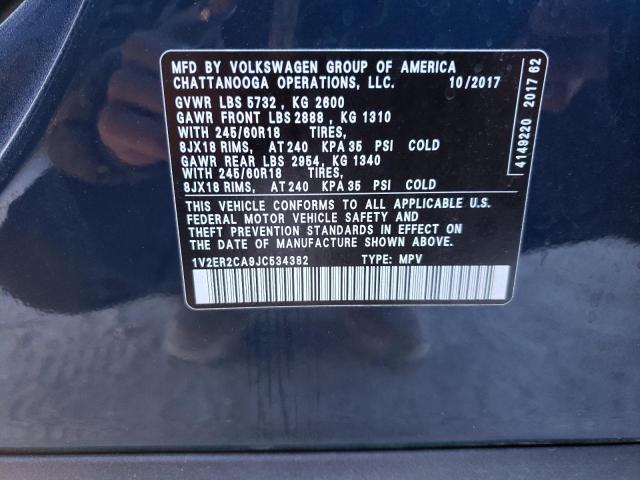 MFD BY VOLKSWAGEN GROUP OF AMERICA
CHATTANOOGA OPERATIONS, LLC. 10/2017
GVWR LBS 5732 , KG 2600
GAWR FRONT LBS 2888 , KG 1310
WITH 245/60R18 TIRES,
8JX18 RIMS, AT 240 KPA 35 PSI COLD
GAWR REAR LBS 2954 , KG 1340
WITH 245/60R18 TIRES,
8JX18 RIMS, AT 240 KPA 35 PSI COLD
THIS VEHICLE CONFORMS TO ALL APPLICABLE U.S.
FEDERAL MOTOR VEHICLE SAFETY AND
THEFT PREVENTION STANDARDS IN EFFECT ON
THE DATE OF MANUFACTURE SHOWN ABOVE.
1V2ER2CA9JC534382 TYPE: MPV
4149220 2017 62